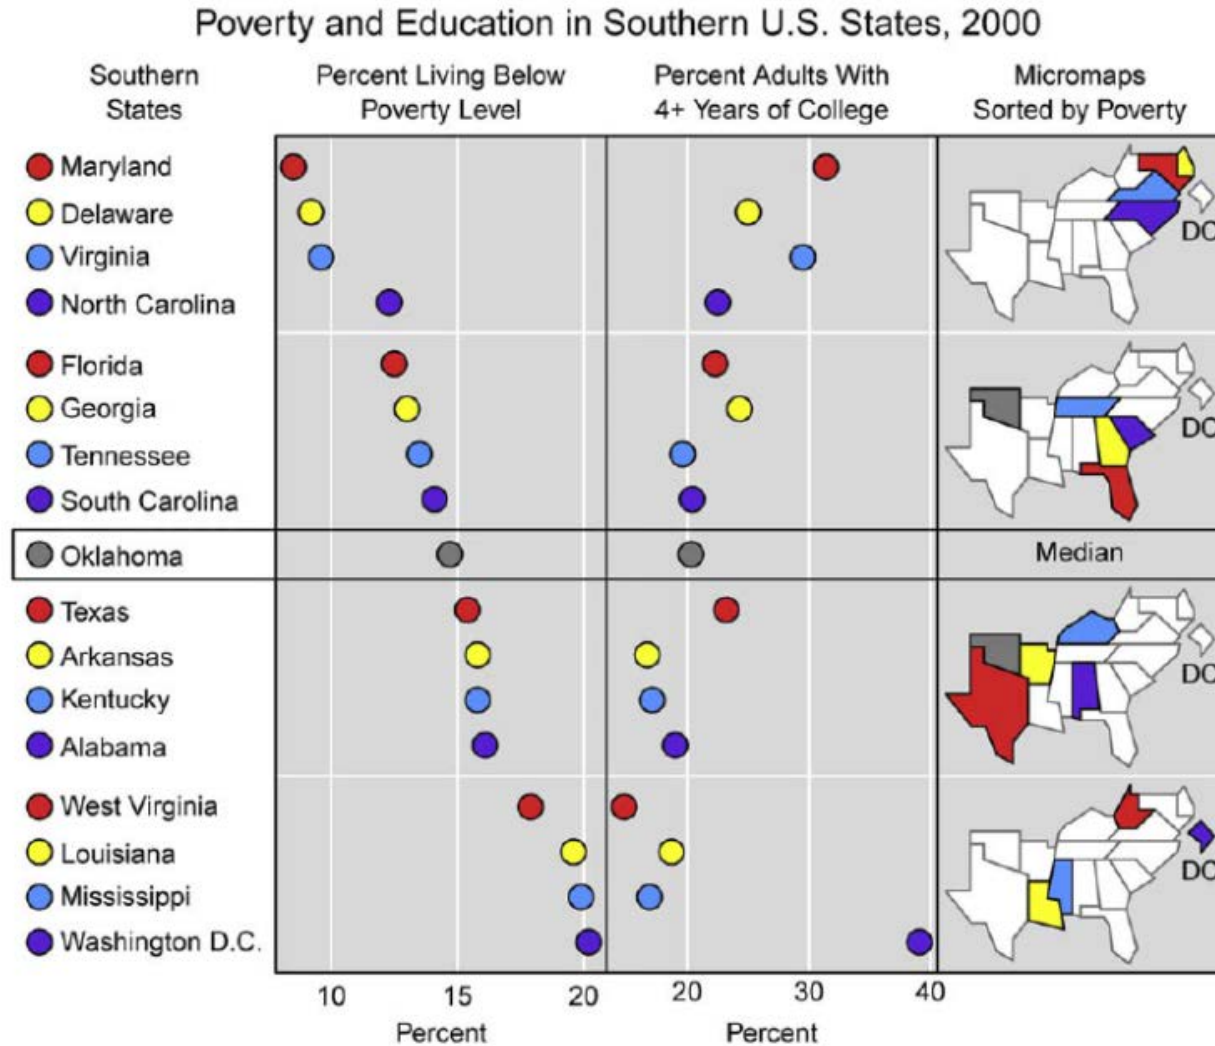 Poverty and Education in Southern U.S. States, 2000
Southern States
Percent Living Below Poverty Level
Percent Adults With 4+ Years of College
Micromaps Sorted by Poverty
Maryland
Delaware
Virginia
North Carolina
DC
Florida
Georgia
Tennessee
South Carolina
DC
Oklahoma
Median
Texas
Arkansas
Kentucky
Alabama
DC
West Virginia
Louisiana
Mississippi
Washington D.C.
DC
10 15 20 20 30 40
Percent Percent